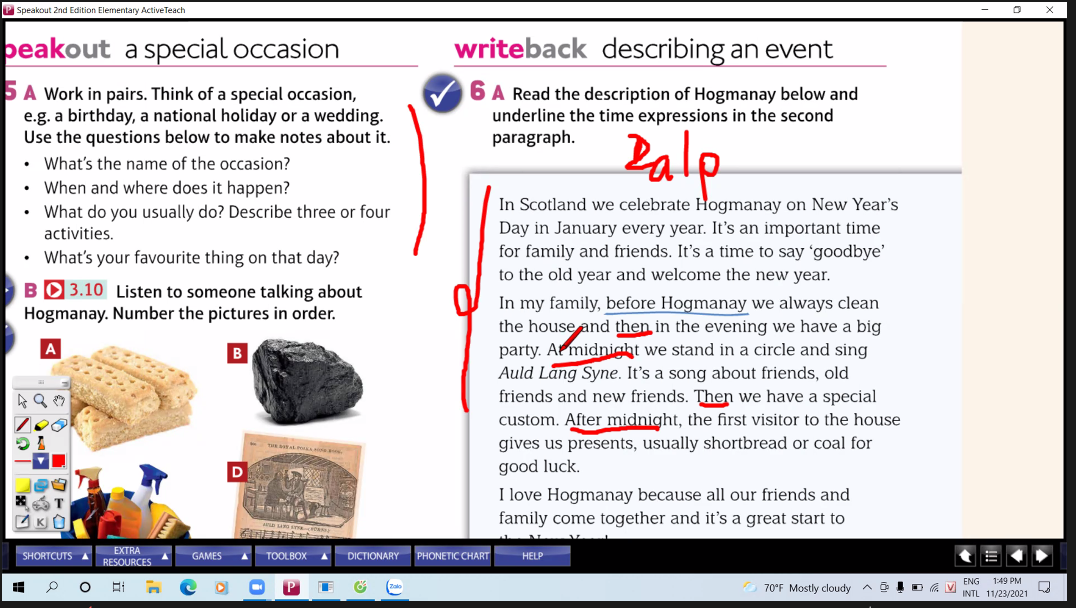 Speakout 2nd Edition Elementary ActiveTeach
peakout a special occasion
5 A Work in pairs. Think of a special occasion,
e.g. a birthday, a national holiday or a wedding.
Use the questions below to make notes about it.
• What's the name of the occasion?
• When and where does it happen?
• What do you usually do? Describe three or four
activities.
• What's your favourite thing on that day?
B 3.10 Listen to someone talking about
Hogmanay. Number the pictures in order.
A
B
D
THE ROYAL POLKA SONG-BOOK.
AULD LANG SYNE.
writeback describing an event
6 A Read the description of Hogmanay below and
underline the time expressions in the second
paragraph.
In Scotland we celebrate Hogmanay on New Year's
Day in January every year. It's an important time
for family and friends. It's a time to say 'goodbye'
to the old year and welcome the new year.
In my family, before Hogmanay we always clean
the house and then in the evening we have a big
party. At midnight we stand in a circle and sing
Auld Lang Syne. It's a song about friends, old
friends and new friends. Then we have a special
custom. After midnight, the first visitor to the house
gives us presents, usually shortbread or coal for
good luck.
I love Hogmanay because all our friends and
family come together and it's a great start to
the New Year!
T
K
SHORTCUTS
EXTRA
RESOURCES
GAMES
TOOLBOX
DICTIONARY
PHONETIC CHART
HELP
Zalo
70°F Mostly cloudy
ENG
INTL
1:49 PM
11/23/2021